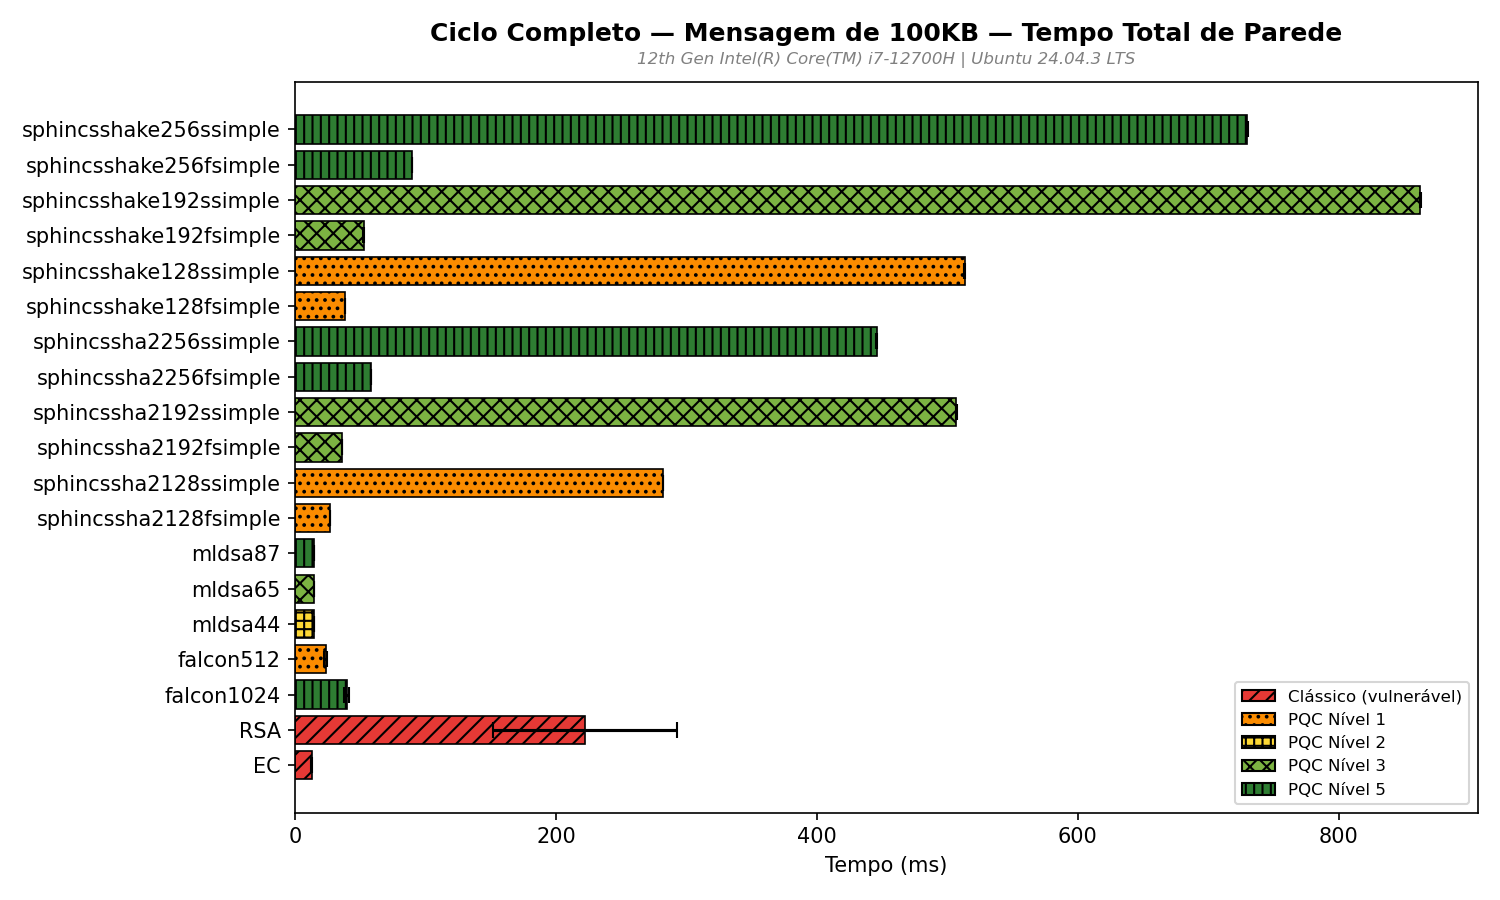 Ciclo Completo — Mensagem de 100KB — Tempo Total de Parede
12th Gen Intel(R) Core(TM) i7-12700H | Ubuntu 24.04.3 LTS
sphincsshake256ssimple
sphincsshake256fsimple
sphincsshake192ssimple
sphincsshake192fsimple
sphincsshake128ssimple
sphincsshake128fsimple
sphincssha2256ssimple
sphincssha2256fsimple
sphincssha2192ssimple
sphincssha2192fsimple
sphincssha2128ssimple
sphincssha2128fsimple
mldsa87
mldsa65
mldsa44
falcon512
falcon1024
RSA
EC
Clássico (vulnerável)
PQC Nível 1
PQC Nível 2
PQC Nível 3
PQC Nível 5
0 200 400 600 800
Tempo (ms)